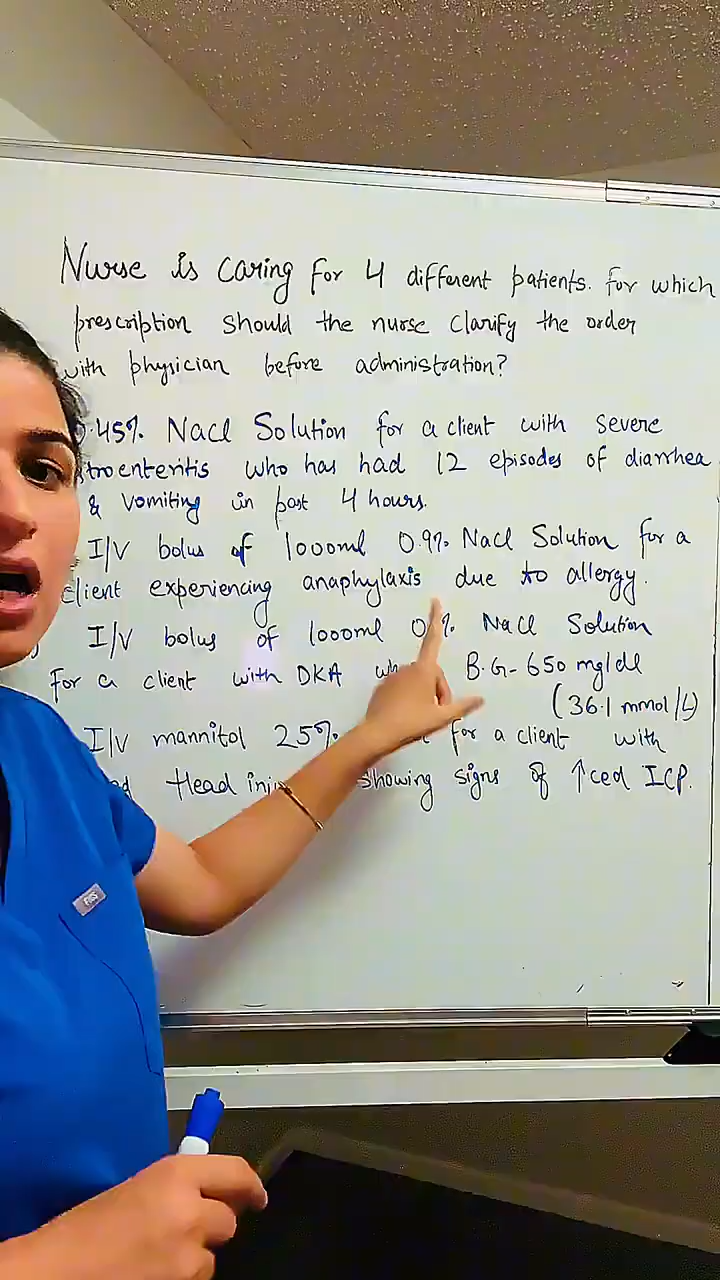 Nurse is caring for 4 different patients. for which
prescription should the nurse clarify the order
with physician before administration?
0.45% NaCl Solution for a client with severe
troenteritis who has had 12 episodes of diarrhea
& vomiting in past 4 hours.
I/V bolus of 1000ml 0.9% NaCl Solution for a
client experiencing anaphylaxis due to allergy.
I/V bolus of 1000ml 0 % NaCl Solution
for a client with DKA B.G- 650 mg/dl
(36.1 mmol/L)
I/V mannitol 25% for a client with
Head inj showing signs of ↑ced ICP.
FIGS